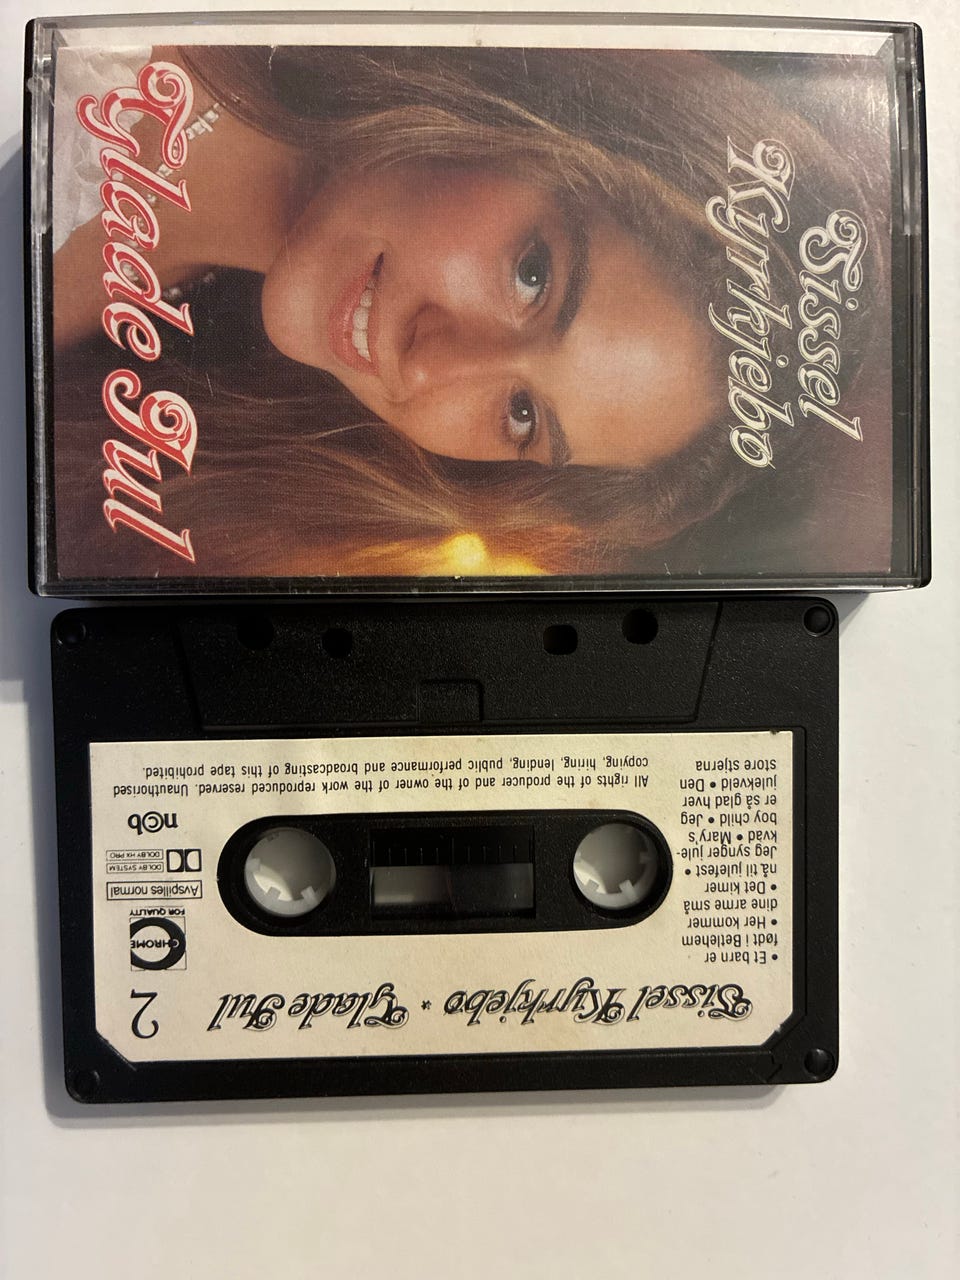 Sissel
Kyrkjebø
Glade Jul
Sissel Kyrkjebø * Glade Jul
2
• Et barn er
født i Betlehem
• Her kommer
dine arme små
• Det kimer
nå til julefest •
Jeg synger jule-
kvad • Mary's
boy child • Jeg
er så glad hver
julekveld • Den
store stjerna
CHROME
FOR QUALITY
Avspilles normal
DOLBY SYSTEM
DOLBY HX PRO
n©b
All rights of the producer and of the owner of the work reproduced reserved. Unauthorised
copying, hiring, lending, public performance and broadcasting of this tape prohibited.